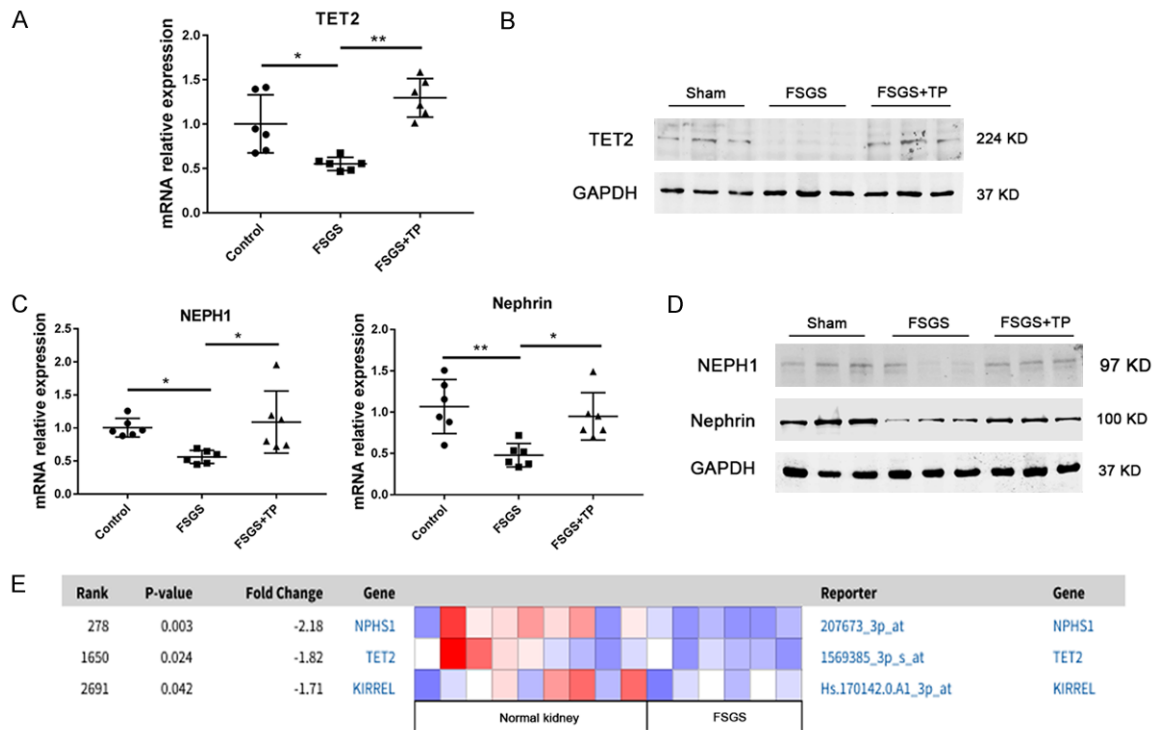 A
TET2
mRNA relative expression
2.0
1.5
1.0
0.5
0.0
*
**
Control
FSGS
FSGS+TP
B
Sham FSGS FSGS+TP
TET2 224 KD
GAPDH 37 KD
C
NEPH1
mRNA relative expression
2.5
2.0
1.5
1.0
0.5
0.0
*
*
Control
FSGS
FSGS+TP
Nephrin
mRNA relative expression
2.0
1.5
1.0
0.5
0.0
**
*
Control
FSGS
FSGS+TP
D
Sham FSGS FSGS+TP
NEPH1 97 KD
Nephrin 100 KD
GAPDH 37 KD
E
Rank P-value Fold Change Gene Reporter Gene
278 0.003 -2.18 NPHS1 207673_3p_at NPHS1
1650 0.024 -1.82 TET2 1569385_3p_s_at TET2
2691 0.042 -1.71 KIRREL Hs.170142.0.A1_3p_at KIRREL
Normal kidney FSGS